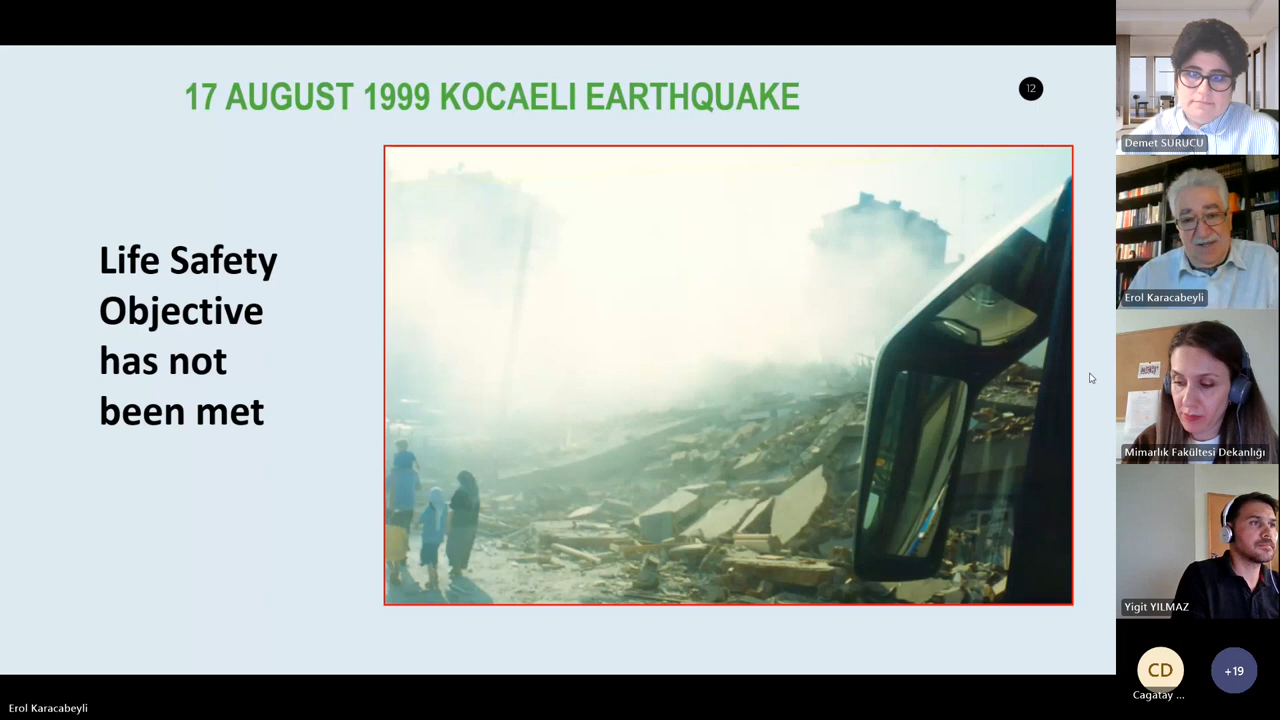 17 AUGUST 1999 KOCAELI EARTHQUAKE
12
Life Safety
Objective
has not
been met
Demet SÜRÜCÜ
Erol Karacabeyli
Mimarlık Fakültesi Dekanlığı
Yigit YILMAZ
CD
Cagatay ...
+19
Erol Karacabeyli